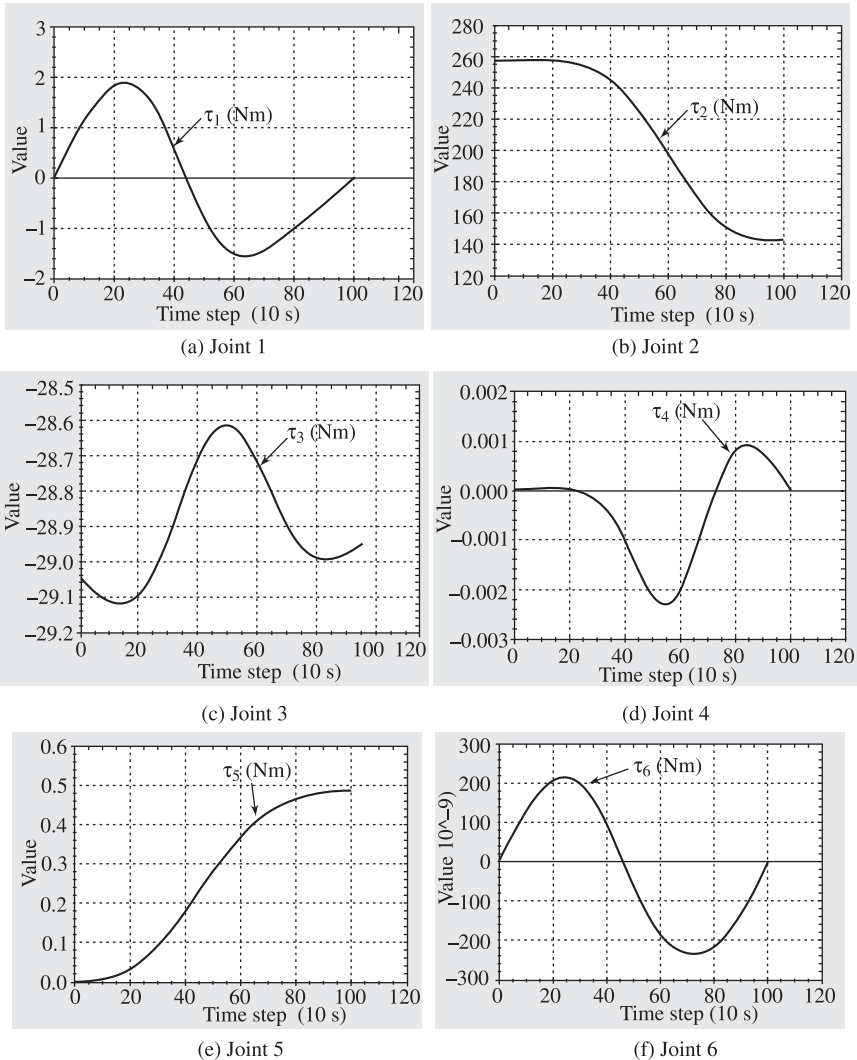 3
2
1
0
−1
−2
Value
τ1 (Nm)
0 20 40 60 80 100 120
Time step (10 s)
(a) Joint 1
280
260
240
220
200
180
160
140
120
Value
τ2 (Nm)
0 20 40 60 80 100 120
Time step (10 s)
(b) Joint 2
−28.5
−28.6
−28.7
−28.8
−28.9
−29.0
−29.1
−29.2
Value
τ3 (Nm)
0 20 40 60 80 100 120
Time step (10 s)
(c) Joint 3
0.002
0.001
0.000
−0.001
−0.002
−0.003
Value
τ4 (Nm)
0 20 40 60 80 100 120
Time step (10 s)
(d) Joint 4
0.6
0.5
0.4
0.3
0.2
0.1
0.0
Value
τ5 (Nm)
0 20 40 60 80 100 120
Time step (10 s)
(e) Joint 5
300
200
100
0
−100
−200
−300
Value 10^−9)
τ6 (Nm)
0 20 40 60 80 100 120
Time step (10 s)
(f) Joint 6